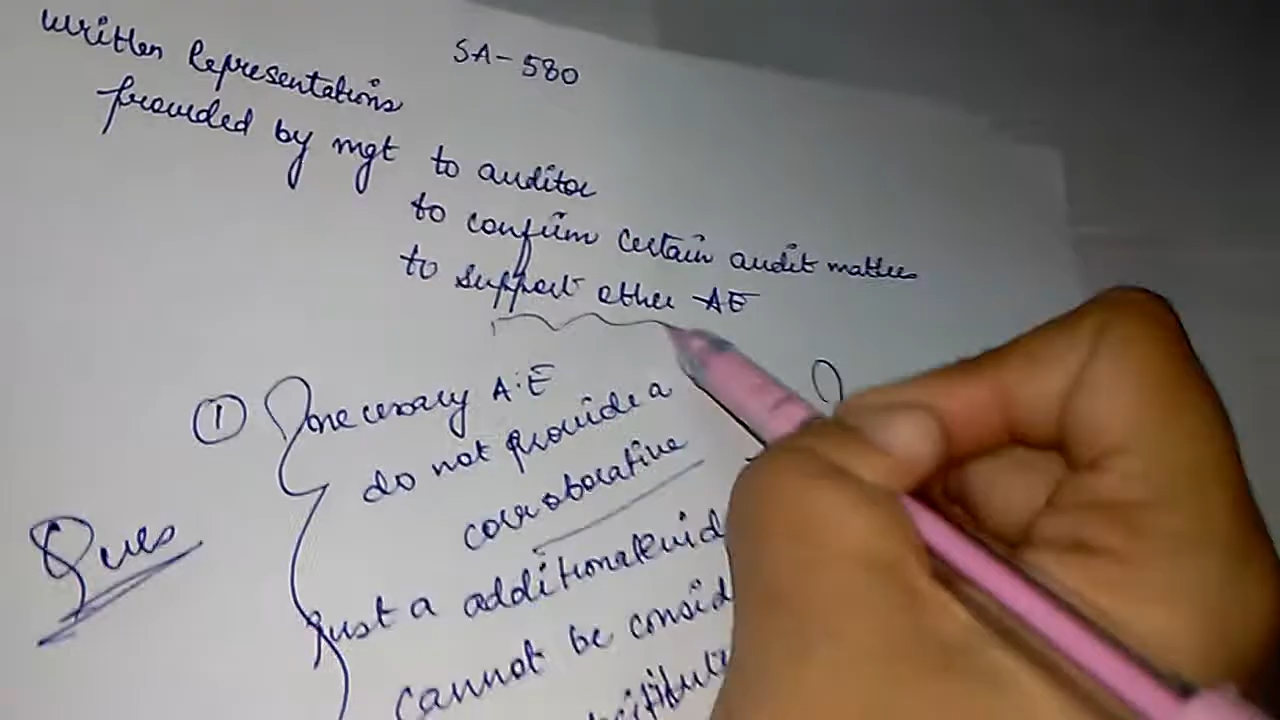 SA-580
written Representations
provided by mgt to auditor
to confirm certain audit matters
to support other AE
① necessary A.E
do not provide a
corroborative
Ques
Just a additional evid
cannot be consid